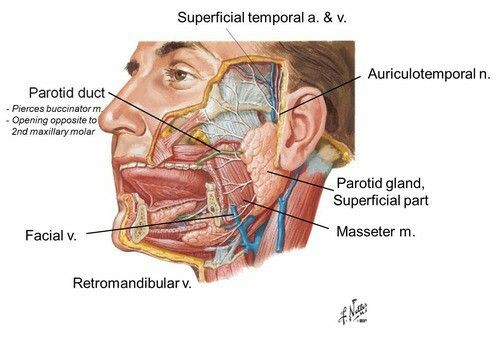 Superficial temporal a. & v.
Auriculotemporal n.
Parotid duct
- Pierces buccinator m.
- Opening opposite to
2nd maxillary molar
Parotid gland,
Superficial part
Masseter m.
Facial v.
Retromandibular v.
F. Netter